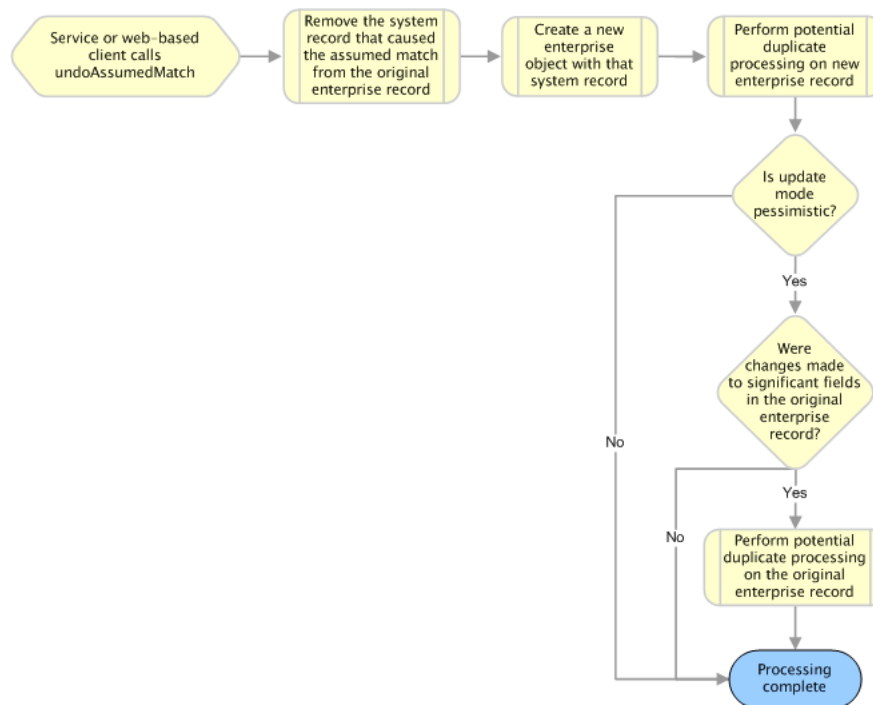 Service or web-based
client calls
undoAssumedMatch
Remove the system
record that caused
the assumed match
from the original
enterprise record
Create a new
enterprise
object with that
system record
Perform potential
duplicate
processing on new
enterprise record
Is update
mode
pessimistic?
Yes
Were
changes made
to significant fields
in the original
enterprise
record?
No
Yes
No
Perform potential
duplicate processing
on the original
enterprise record
Processing
complete